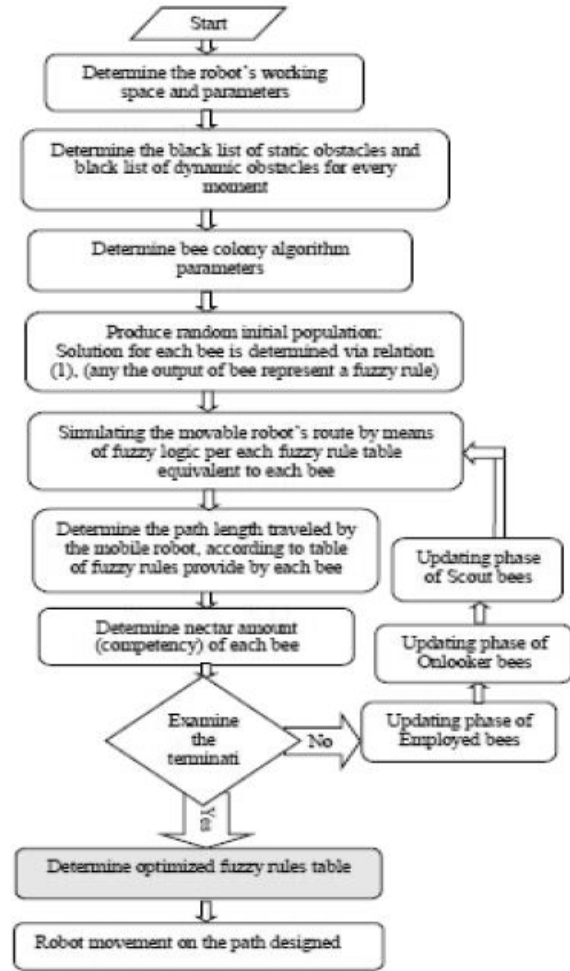 Start
Determine the robot's working
space and parameters
Determine the black list of static obstacles and
black list of dynamic obstacles for every
moment
Determine bee colony algorithm
parameters
Produce random initial population:
Solution for each bee is determined via relation
(1), (any the output of bee represent a fuzzy rule)
Simulating the movable robot's route by means
of fuzzy logic per each fuzzy rule table
equivalent to each bee
Determine the path length traveled by
the mobile robot, according to table
of fuzzy rules provide by each bee
Determine nectar amount
(competency) of each bee
Examine
the
terminati
No
Updating phase of
Employed bees
Updating phase of
Onlooker bees
Updating phase
of Scout bees
Yes
Determine optimized fuzzy rules table
Robot movement on the path designed